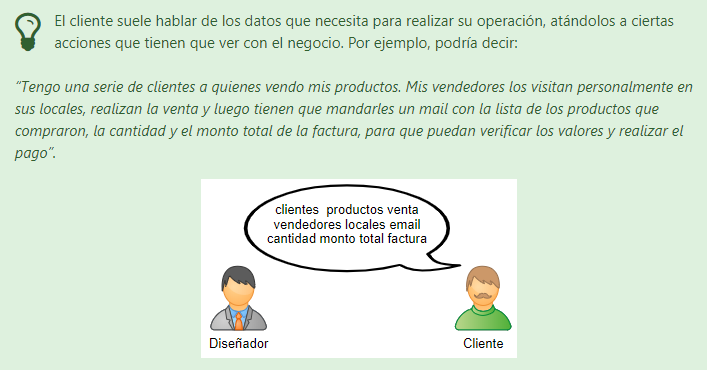 El cliente suele hablar de los datos que necesita para realizar su operación, atándolos a ciertas
acciones que tienen que ver con el negocio. Por ejemplo, podría decir:
“Tengo una serie de clientes a quienes vendo mis productos. Mis vendedores los visitan personalmente en
sus locales, realizan la venta y luego tienen que mandarles un mail con la lista de los productos que
compraron, la cantidad y el monto total de la factura, para que puedan verificar los valores y realizar el
pago”.
clientes productos venta
vendedores locales email
cantidad monto total factura
Diseñador
Cliente